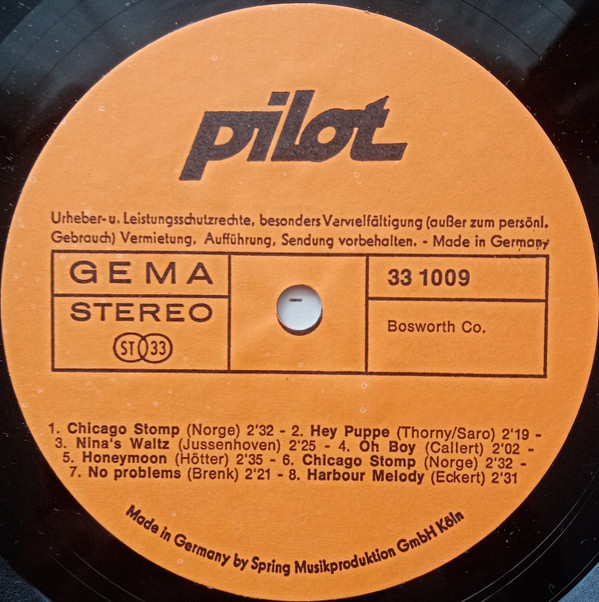 pilot
Urheber- u. Leistungsschutzrechte, besonders Vervielfältigung (außer zum persönl.
Gebrauch) Vermietung, Aufführung, Sendung vorbehalten. - Made in Germany
GEMA
STEREO
ST 33
33 1009
Bosworth Co.
1. Chicago Stomp (Norge) 2'32 - 2. Hey Puppe (Thorny/Saro) 2'19 -
3. Nina's Waltz (Jussenhoven) 2'25 - 4. Oh Boy (Callert) 2'02 -
5. Honeymoon (Hötter) 2'35 - 6. Chicago Stomp (Norge) 2'32 -
7. No problems (Brenk) 2'21 - 8. Harbour Melody (Eckert) 2'31
Made in Germany by Spring Musikproduktion GmbH Köln